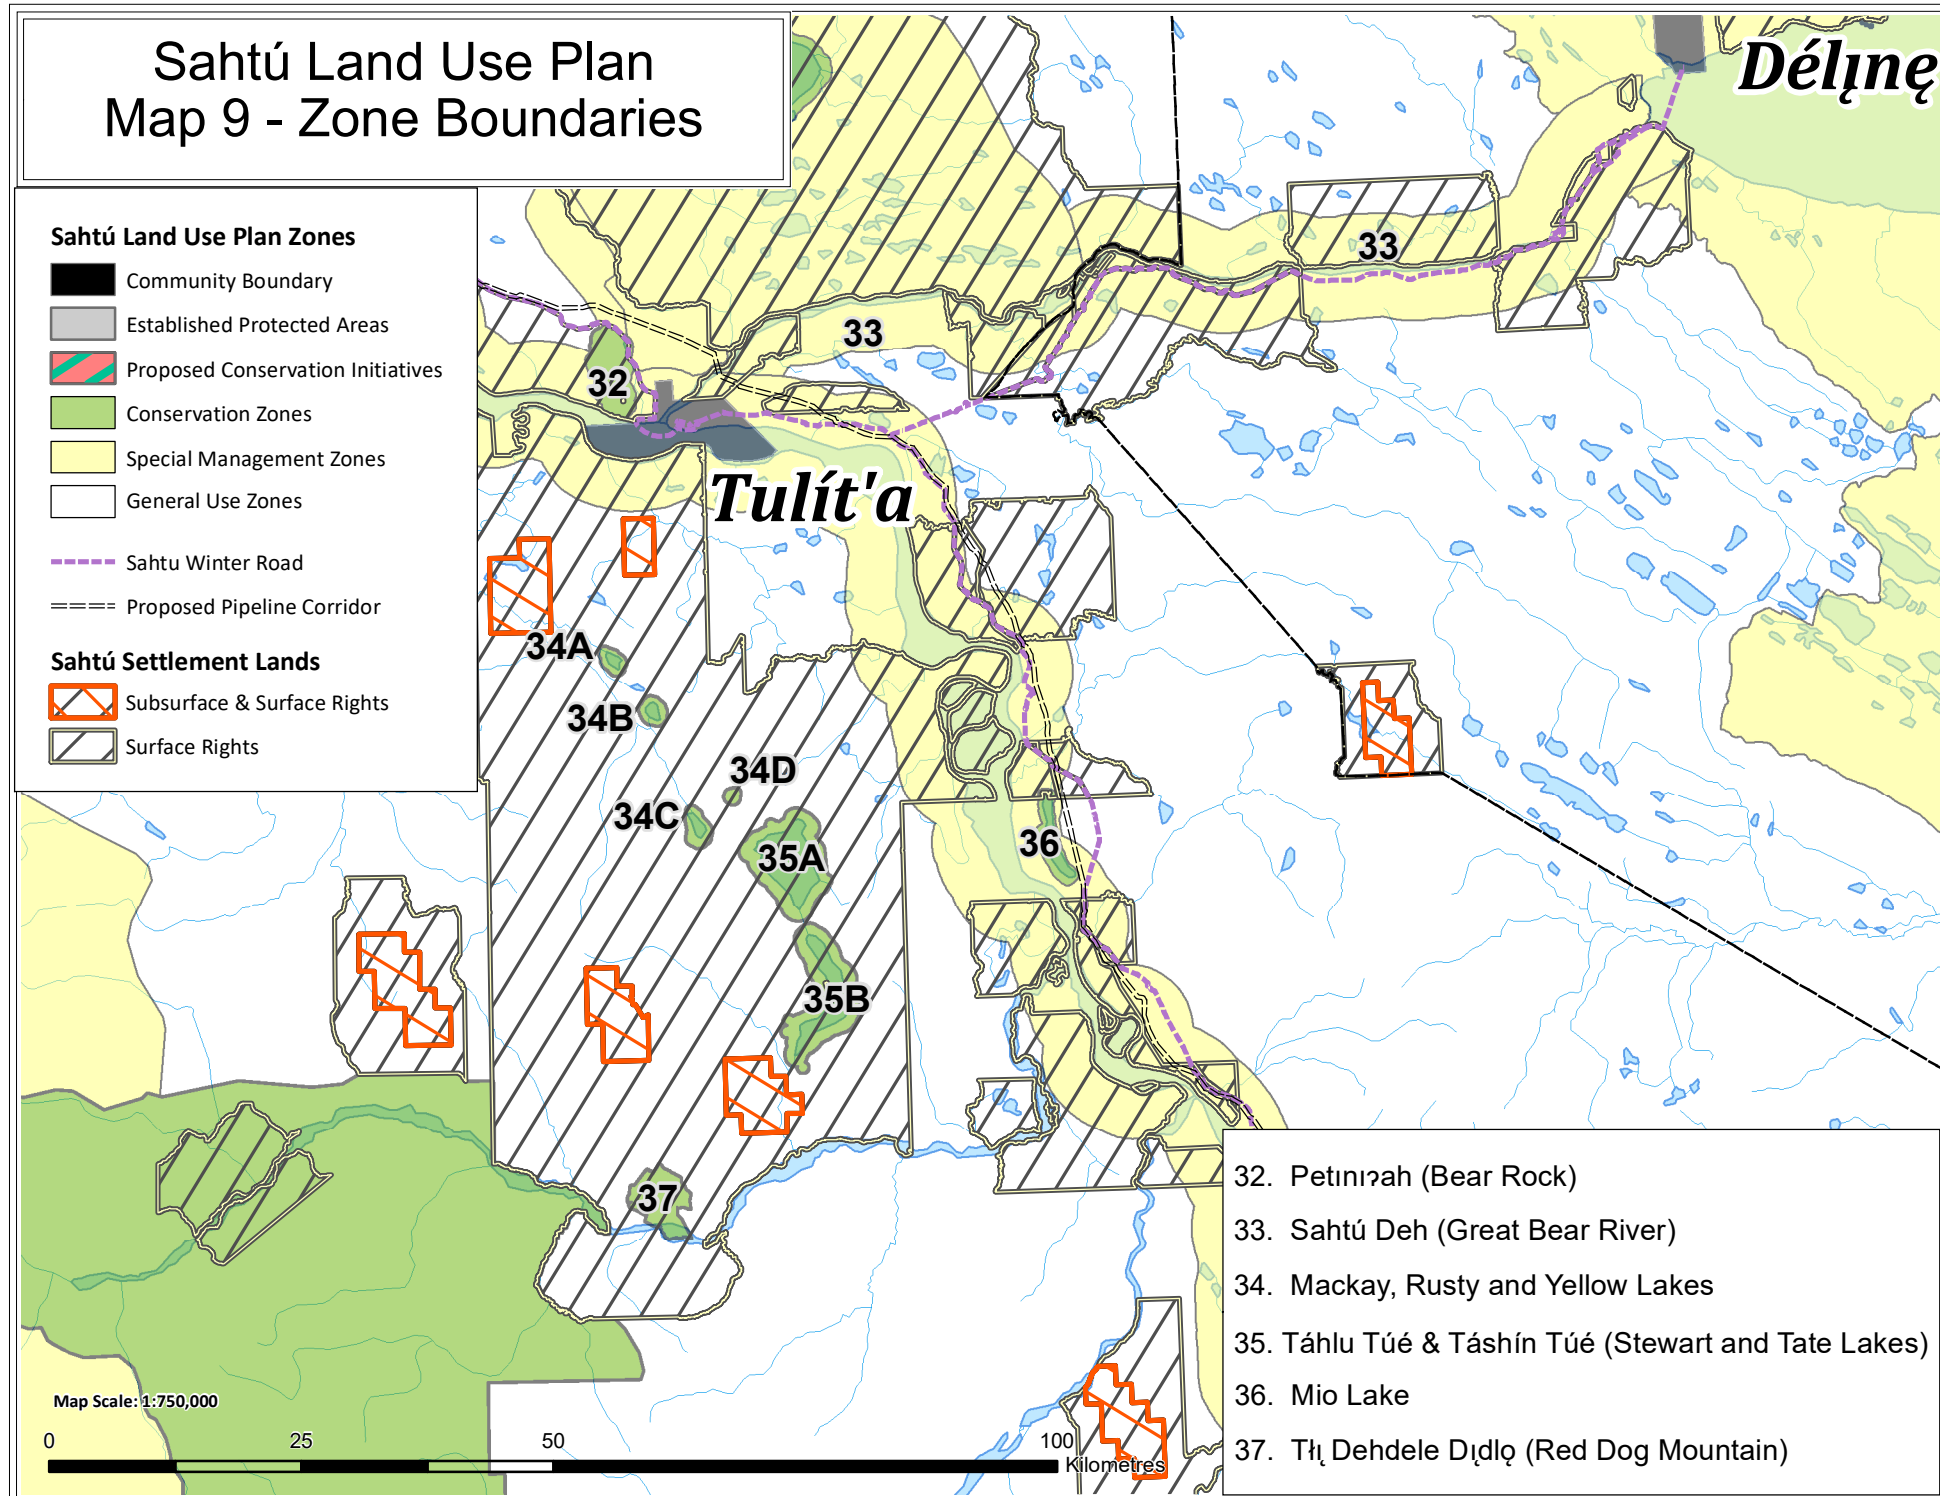 Sahtú Land Use Plan
Map 9 - Zone Boundaries
Délı̨nę
Sahtú Land Use Plan Zones
Community Boundary
Established Protected Areas
Proposed Conservation Initiatives
Conservation Zones
Special Management Zones
General Use Zones
Sahtu Winter Road
Proposed Pipeline Corridor
Sahtú Settlement Lands
Subsurface & Surface Rights
Surface Rights
33
33
32
Tulít'a
34A
34B
34D
34C
35A
36
35B
37
32. Petınıɂah (Bear Rock)
33. Sahtú Deh (Great Bear River)
34. Mackay, Rusty and Yellow Lakes
35. Táhlu Túé & Táshín Túé (Stewart and Tate Lakes)
36. Mio Lake
37. Tłı̨ Dehdele Dı̨dlǫ (Red Dog Mountain)
Map Scale: 1:750,000
0 25 50 100
Kilometres